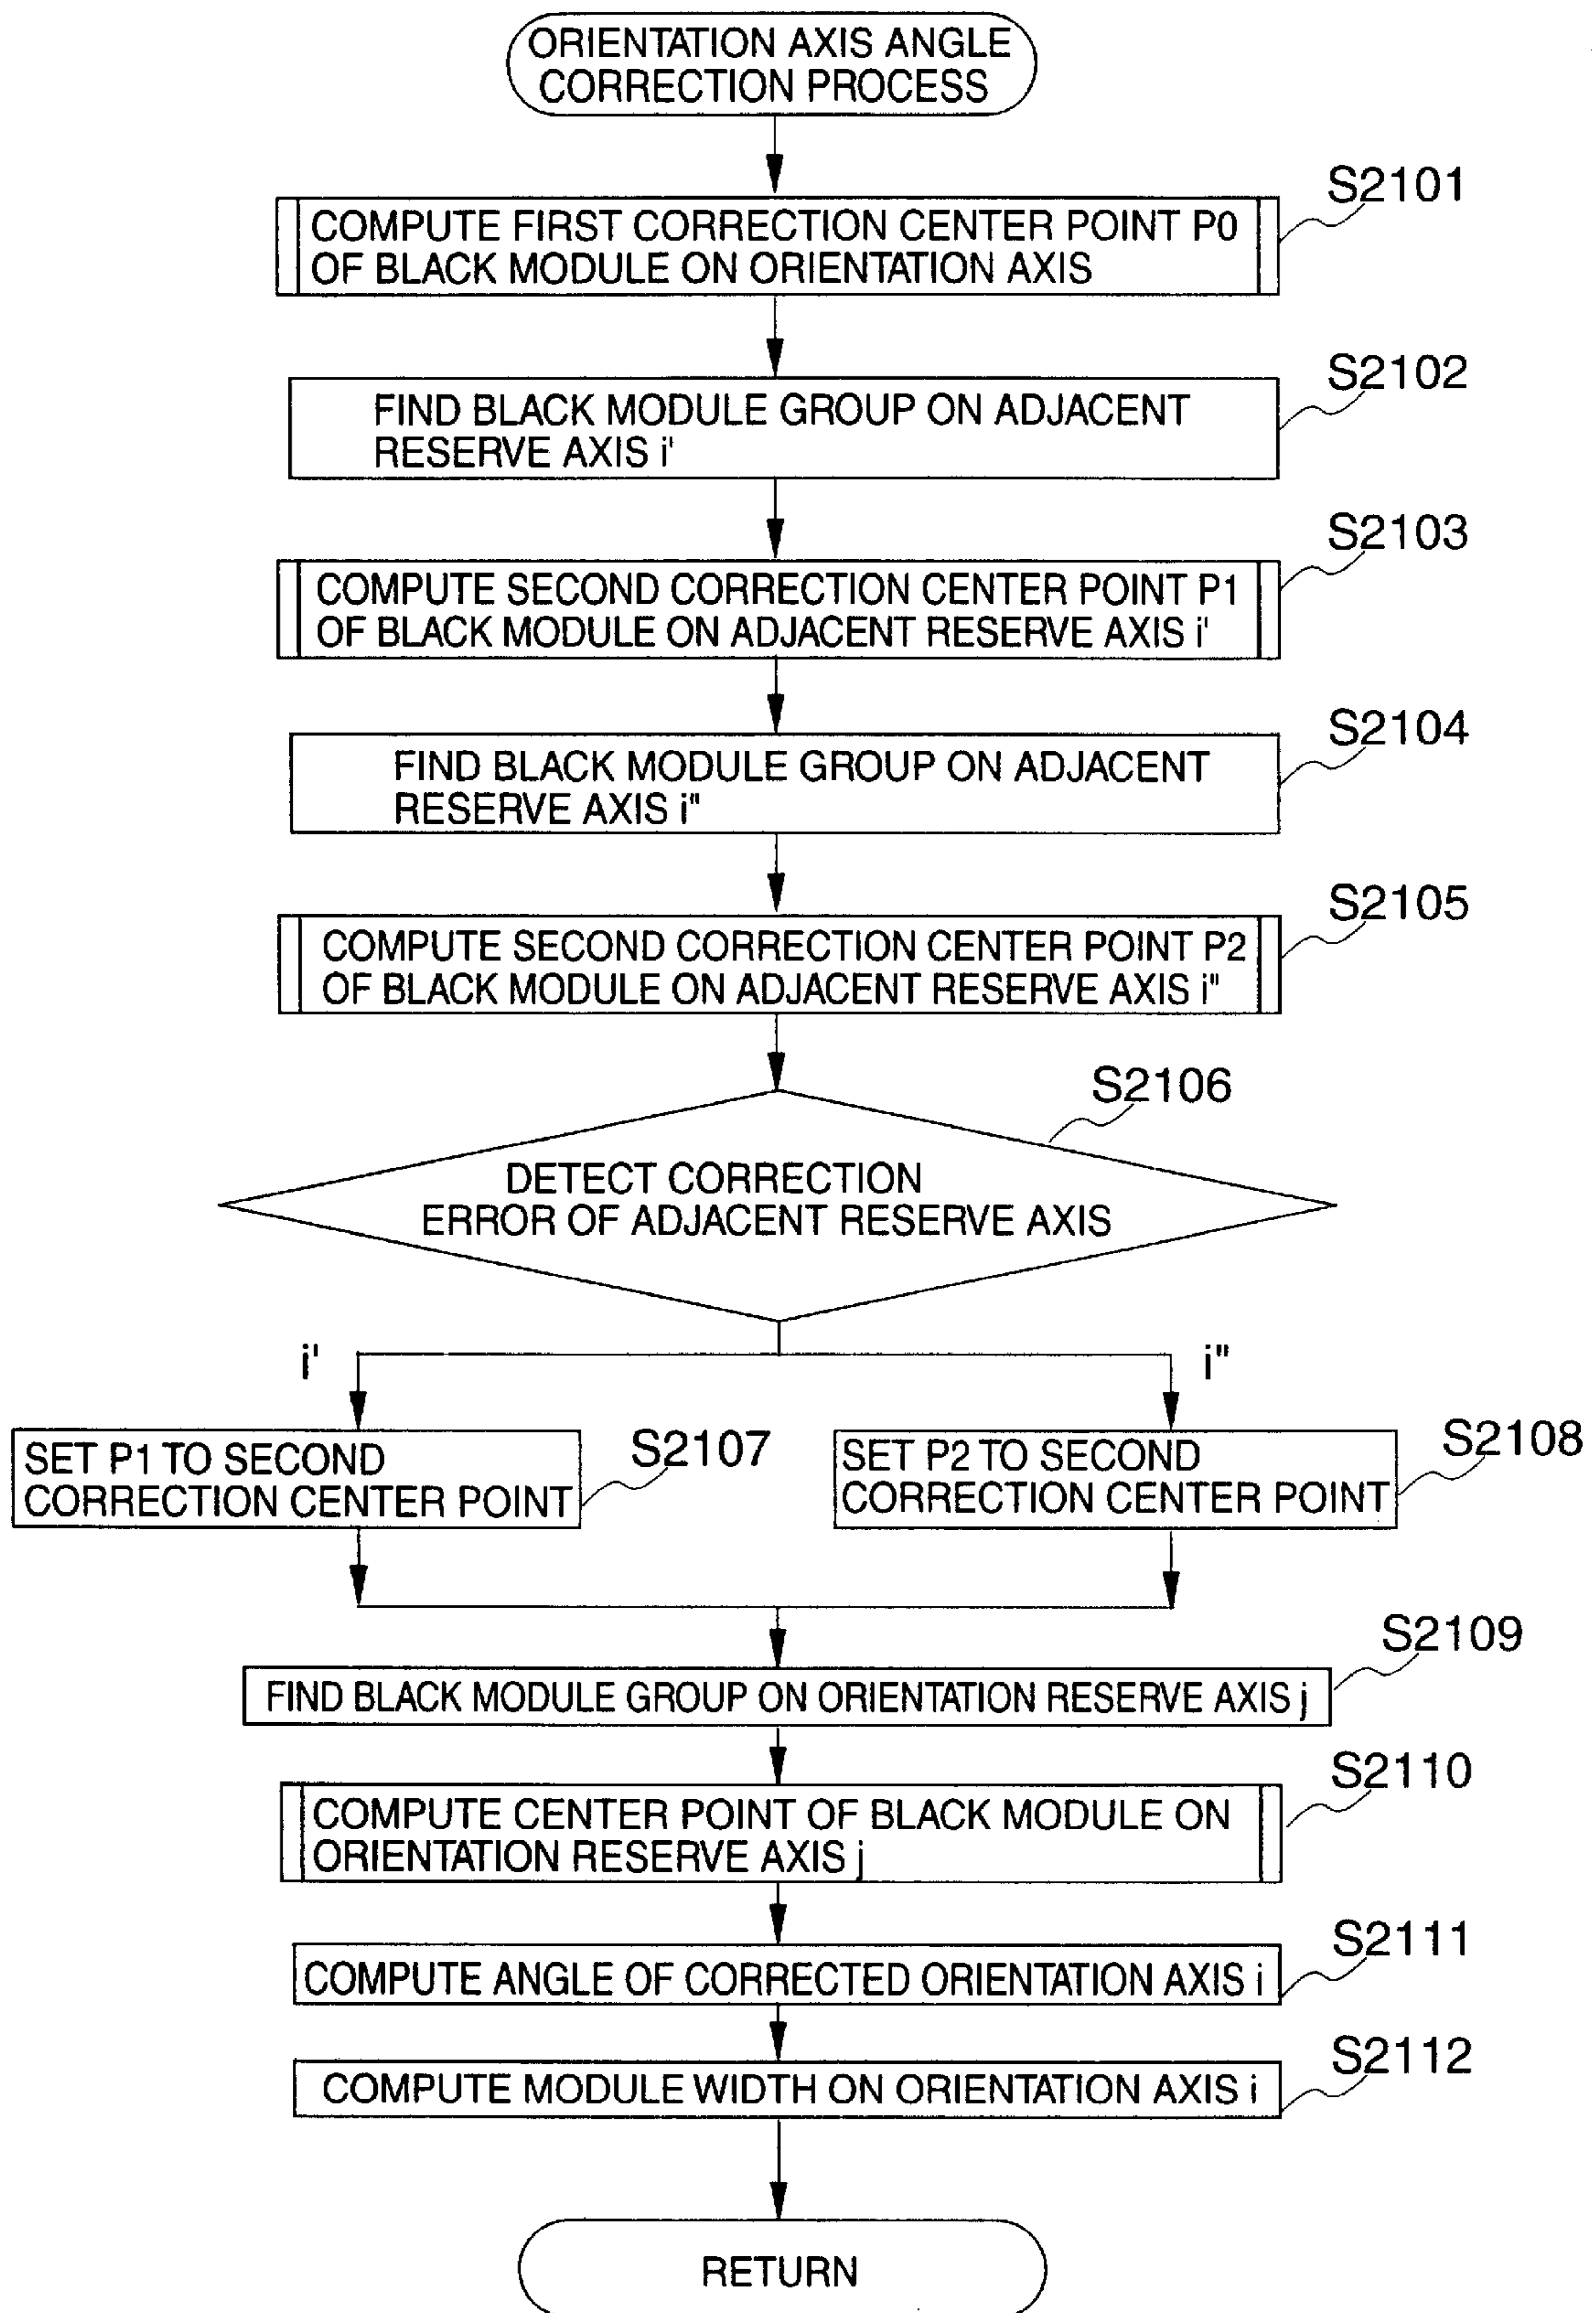 ORIENTATION AXIS ANGLE
CORRECTION PROCESS
S2101
COMPUTE FIRST CORRECTION CENTER POINT P0
OF BLACK MODULE ON ORIENTATION AXIS
S2102
FIND BLACK MODULE GROUP ON ADJACENT
RESERVE AXIS i'
S2103
COMPUTE SECOND CORRECTION CENTER POINT P1
OF BLACK MODULE ON ADJACENT RESERVE AXIS i'
S2104
FIND BLACK MODULE GROUP ON ADJACENT
RESERVE AXIS i"
S2105
COMPUTE SECOND CORRECTION CENTER POINT P2
OF BLACK MODULE ON ADJACENT RESERVE AXIS i"
S2106
DETECT CORRECTION
ERROR OF ADJACENT RESERVE AXIS
i'
i"
SET P1 TO SECOND
CORRECTION CENTER POINT
S2107
SET P2 TO SECOND
CORRECTION CENTER POINT
S2108
S2109
FIND BLACK MODULE GROUP ON ORIENTATION RESERVE AXIS j
S2110
COMPUTE CENTER POINT OF BLACK MODULE ON
ORIENTATION RESERVE AXIS j
S2111
COMPUTE ANGLE OF CORRECTED ORIENTATION AXIS i
S2112
COMPUTE MODULE WIDTH ON ORIENTATION AXIS i
RETURN